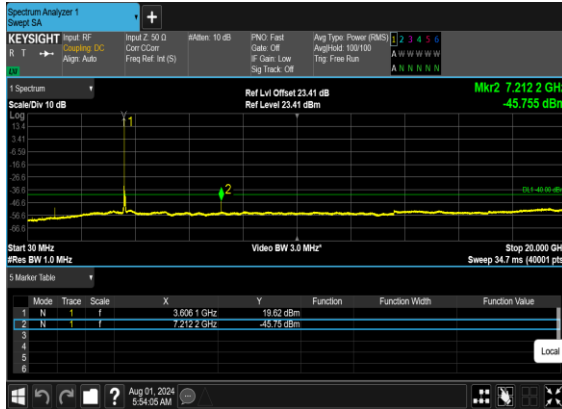 Spectrum Analyzer 1
Swept SA
+
KEYSIGHT Input: RF Input Z: 50 Ω #Atten: 10 dB PNO: Fast Avg Type: Power (RMS) 1 2 3 4 5 6
R T Coupling: DC Corr CCorr Gate: Off Avg|Hold: 100/100 A W W W W W
Align: Auto Freq Ref: Int (S) IF Gain: Low Trig: Free Run
Sig Track: Off A N N N N N
LU
1 Spectrum Ref Lvl Offset 23.41 dB Mkr2 7.212 2 GHz
Scale/Div 10 dB Ref Level 23.41 dBm -45.755 dBm
Log
13.4
3.41
-6.59
-16.6
-26.6
-36.6
-46.6
-56.6
-66.6
1
2
DL1 -40.00 dBm
Start 30 MHz Video BW 3.0 MHz* Stop 20.000 GHz
#Res BW 1.0 MHz Sweep 34.7 ms (40001 pts)
5 Marker Table
Mode Trace Scale X Y Function Function Width Function Value
1 N 1 f 3.606 1 GHz 19.62 dBm
2 N 1 f 7.212 2 GHz -45.75 dBm
3
4
5
6
Local
? Aug 01, 2024
5:54:05 AM